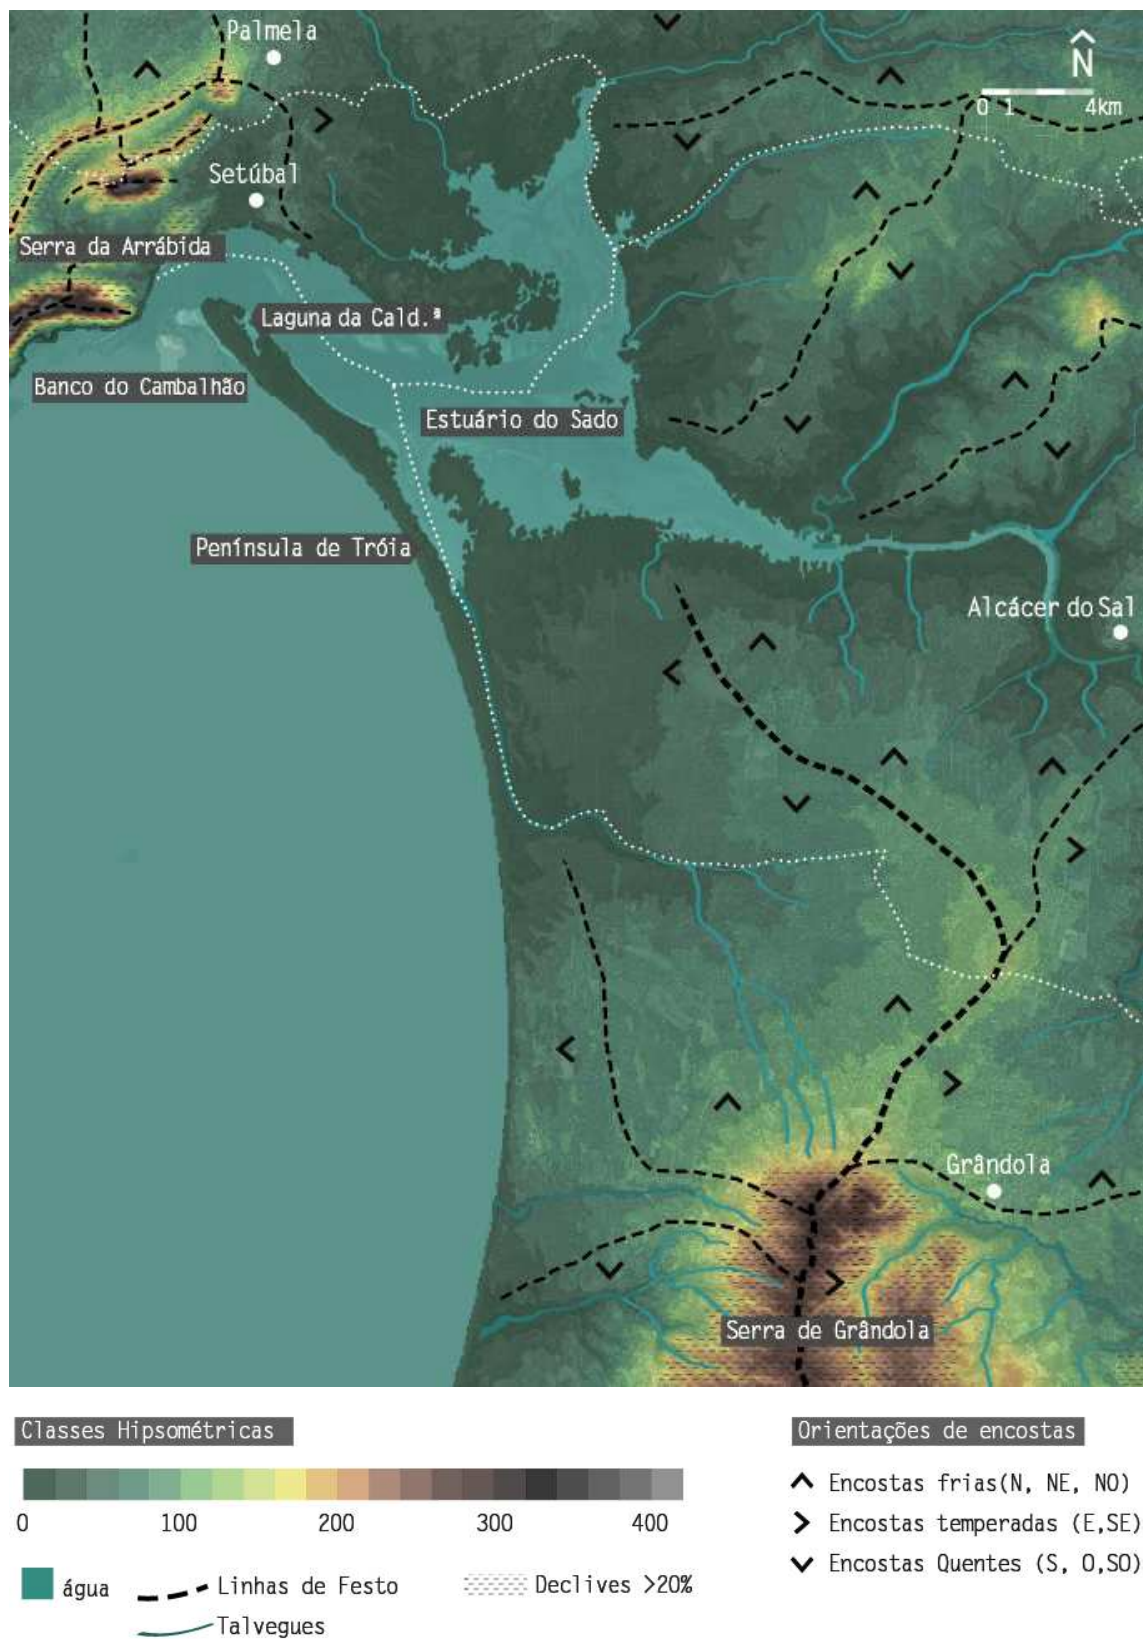 Palmela
N
0 1 4km
Setúbal
Serra da Arrábida
Laguna da Cald.ª
Banco do Cambalhão
Estuário do Sado
Península de Tróia
Alcácer do Sal
Grândola
Serra de Grândola
Classes Hipsométricas
0 100 200 300 400
água
Linhas de Festo
Declives >20%
Talvegues
Orientações de encostas
Encostas frias(N, NE, NO)
Encostas temperadas (E,SE)
Encostas Quentes (S, O,SO)